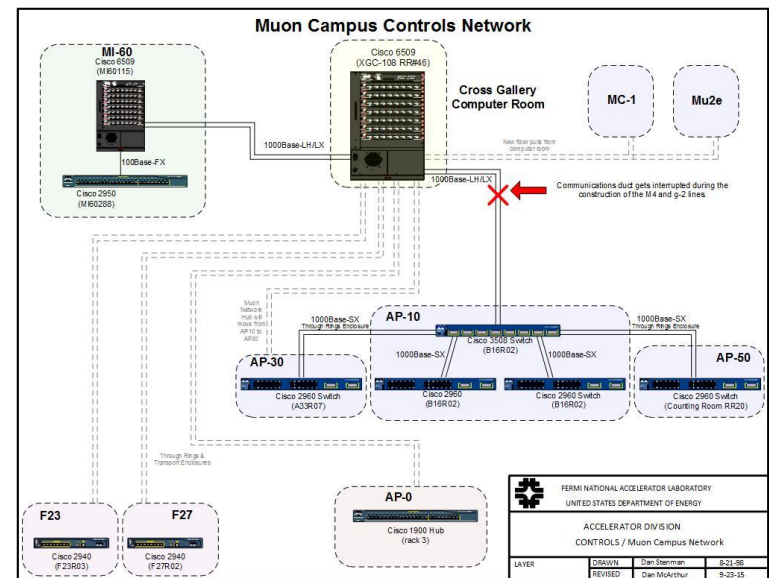 Muon Campus Controls Network
MI-60
Cisco 6509
(MI60115)
100Base-FX
Cisco 2950
(MI60288)
1000Base-LH/LX
Cisco 6509
(XGC-108 RR#46)
Cross Gallery
Computer Room
MC-1
Mu2e
New fiber pulls from
computer room
1000Base-LH/LX
Communications duct gets interrupted during the
construction of the M4 and g-2 lines
Muon
Network
Hub will
move from
AP10 to
AP30
1000Base-SX
Through Rings Enclosure
AP-10
Cisco 3508 Switch
(B16R02)
1000Base-SX
Through Rings Enclosure
1000Base-SX
1000Base-SX
AP-30
Cisco 2960 Switch
(A33R07)
Cisco 2960
(B16R02)
Cisco 2960 Switch
(B16R02)
AP-50
Cisco 2960 Switch
(Counting Room RR20)
Through Rings &
Transport Enclosures
F23
Cisco 2940
(F23R03)
F27
Cisco 2940
(F27R02)
AP-0
Cisco 1900 Hub
(rack 3)
FERMI NATIONAL ACCELERATOR LABORATORY
UNITED STATES DEPARTMENT OF ENERGY
ACCELERATOR DIVISION
CONTROLS / Muon Campus Network
LAYER
DRAWN Dan Stenman 8-21-98
REVISED Dan McArthur 9-23-15